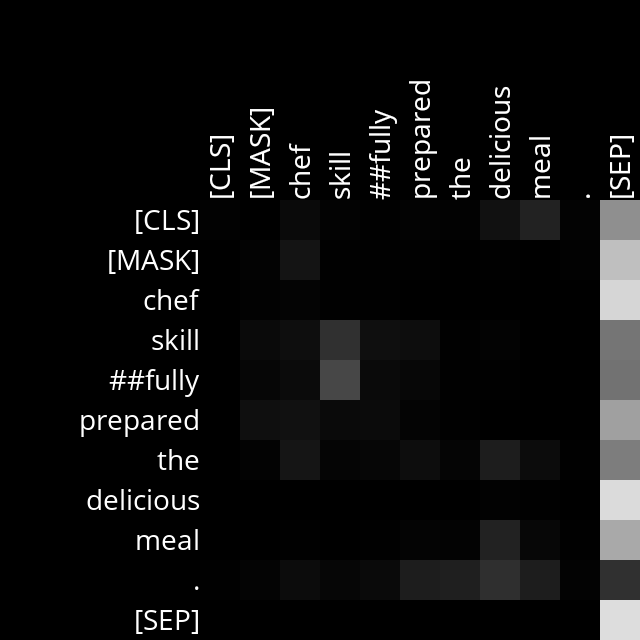 [CLS] [MASK] chef skill ##fully prepared the delicious meal . [SEP]
[CLS]
[MASK]
chef
skill
##fully
prepared
the
delicious
meal
.
[SEP]